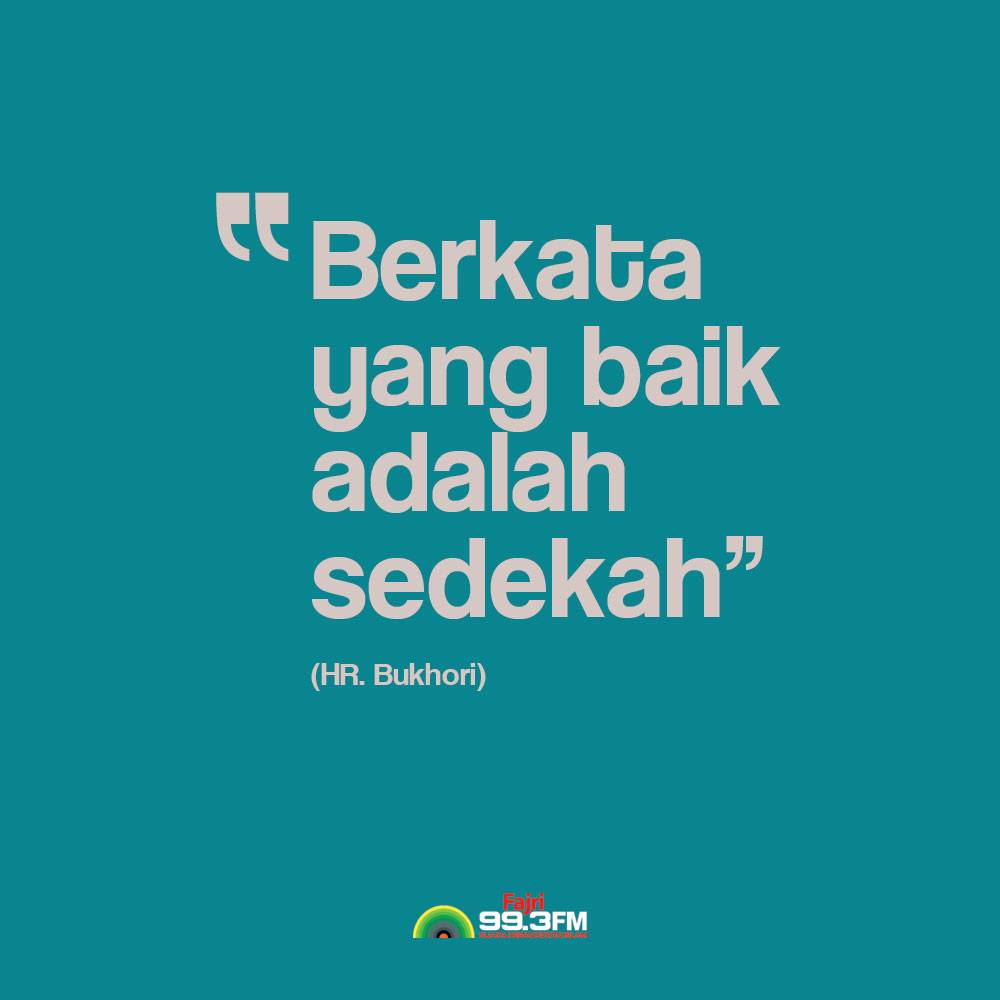 “Berkata
yang baik
adalah
sedekah”
(HR. Bukhori)
Fajri
99.3FM